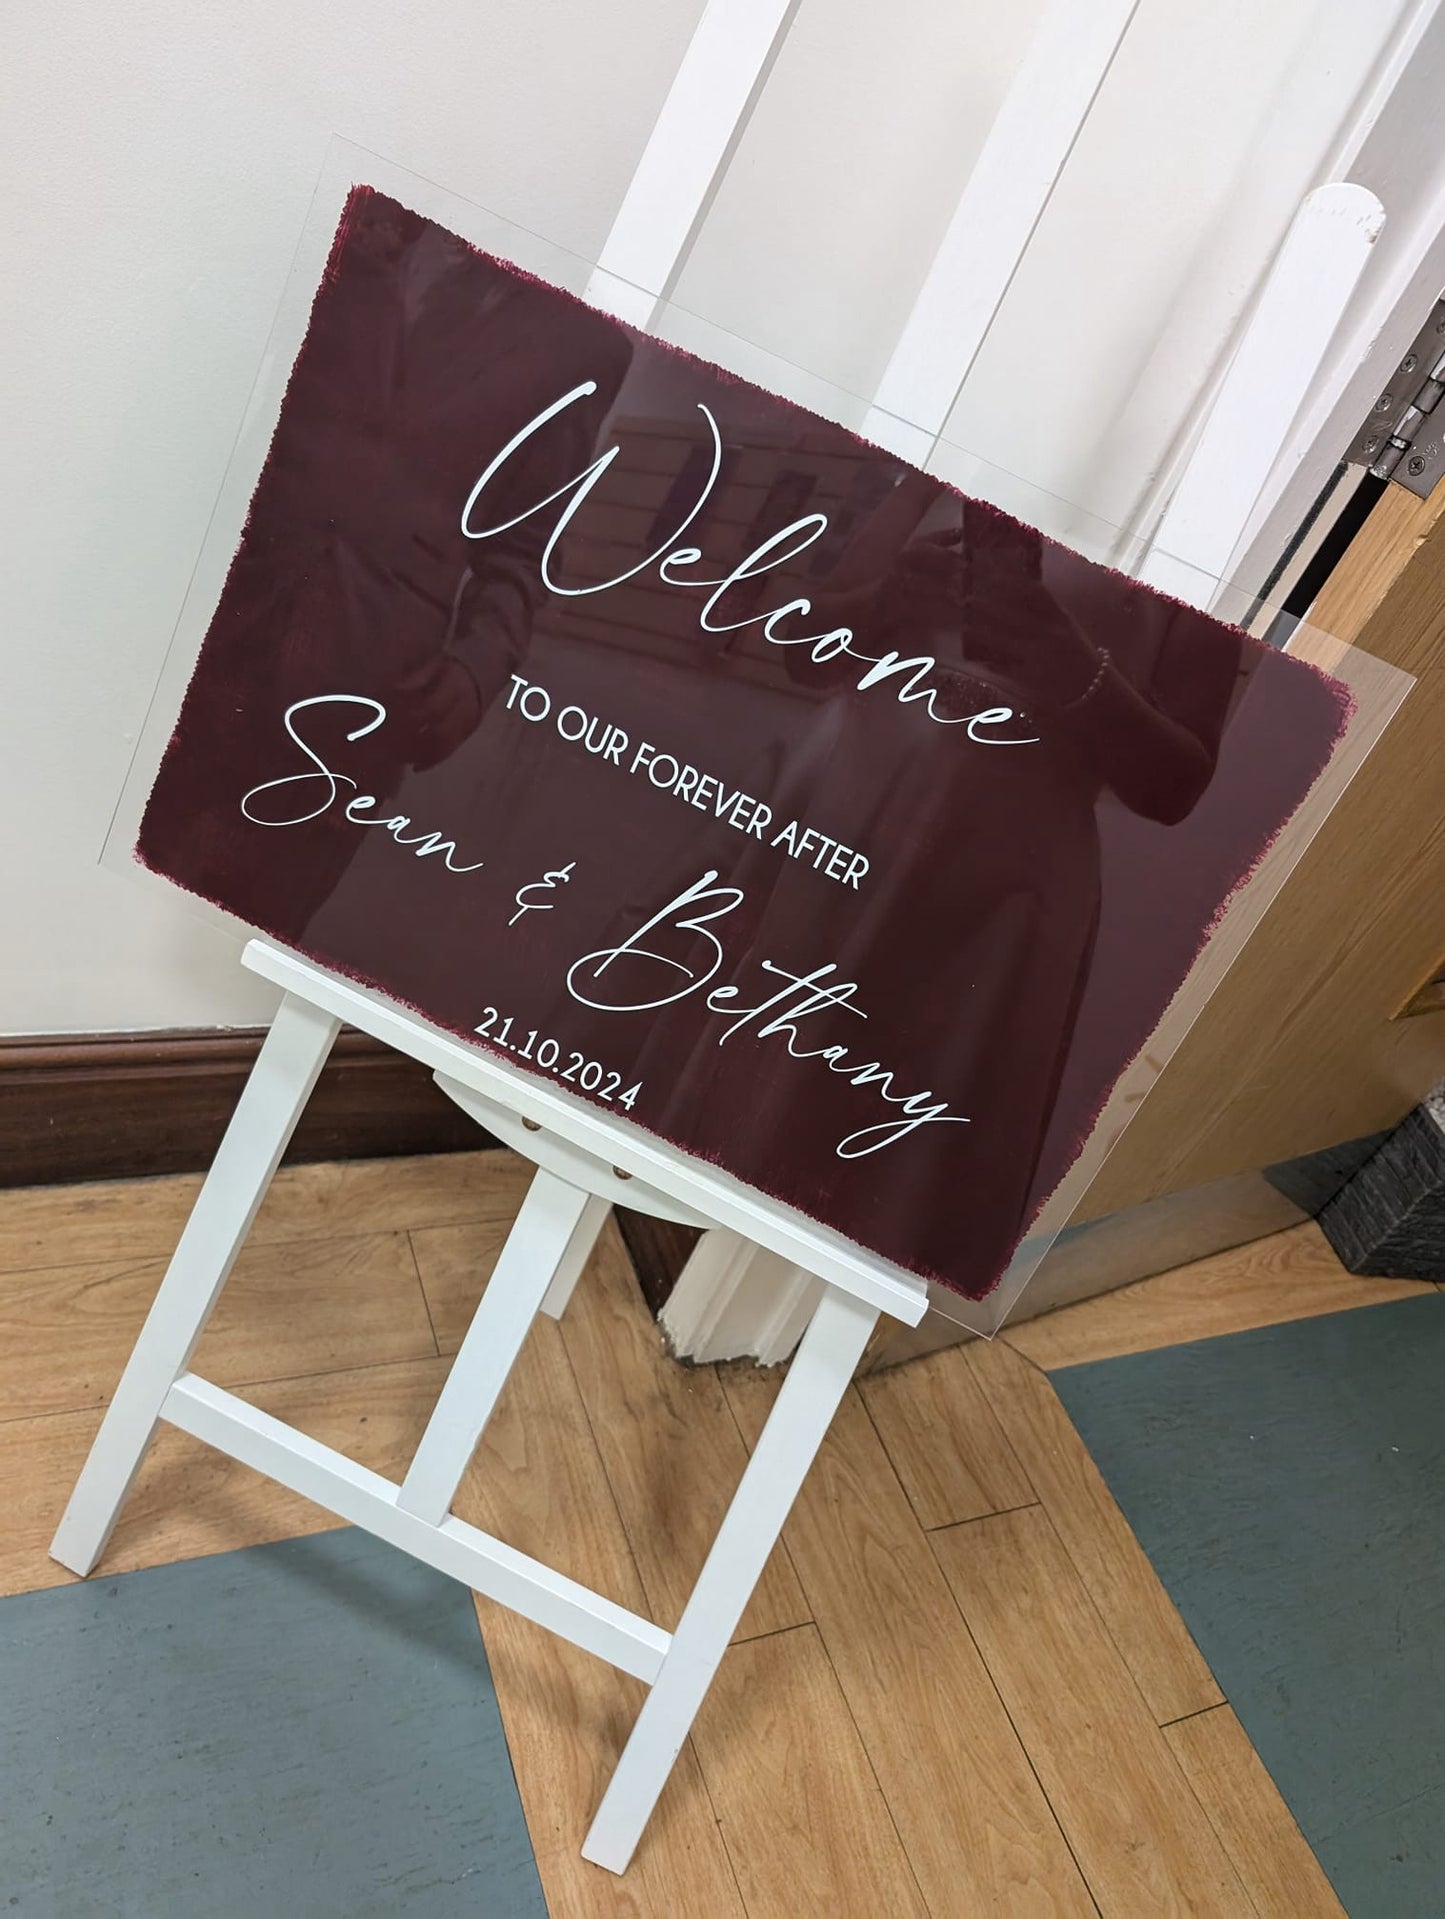 Welcome
TO OUR FOREVER AFTER
Sean & Bethany
21.10.2024